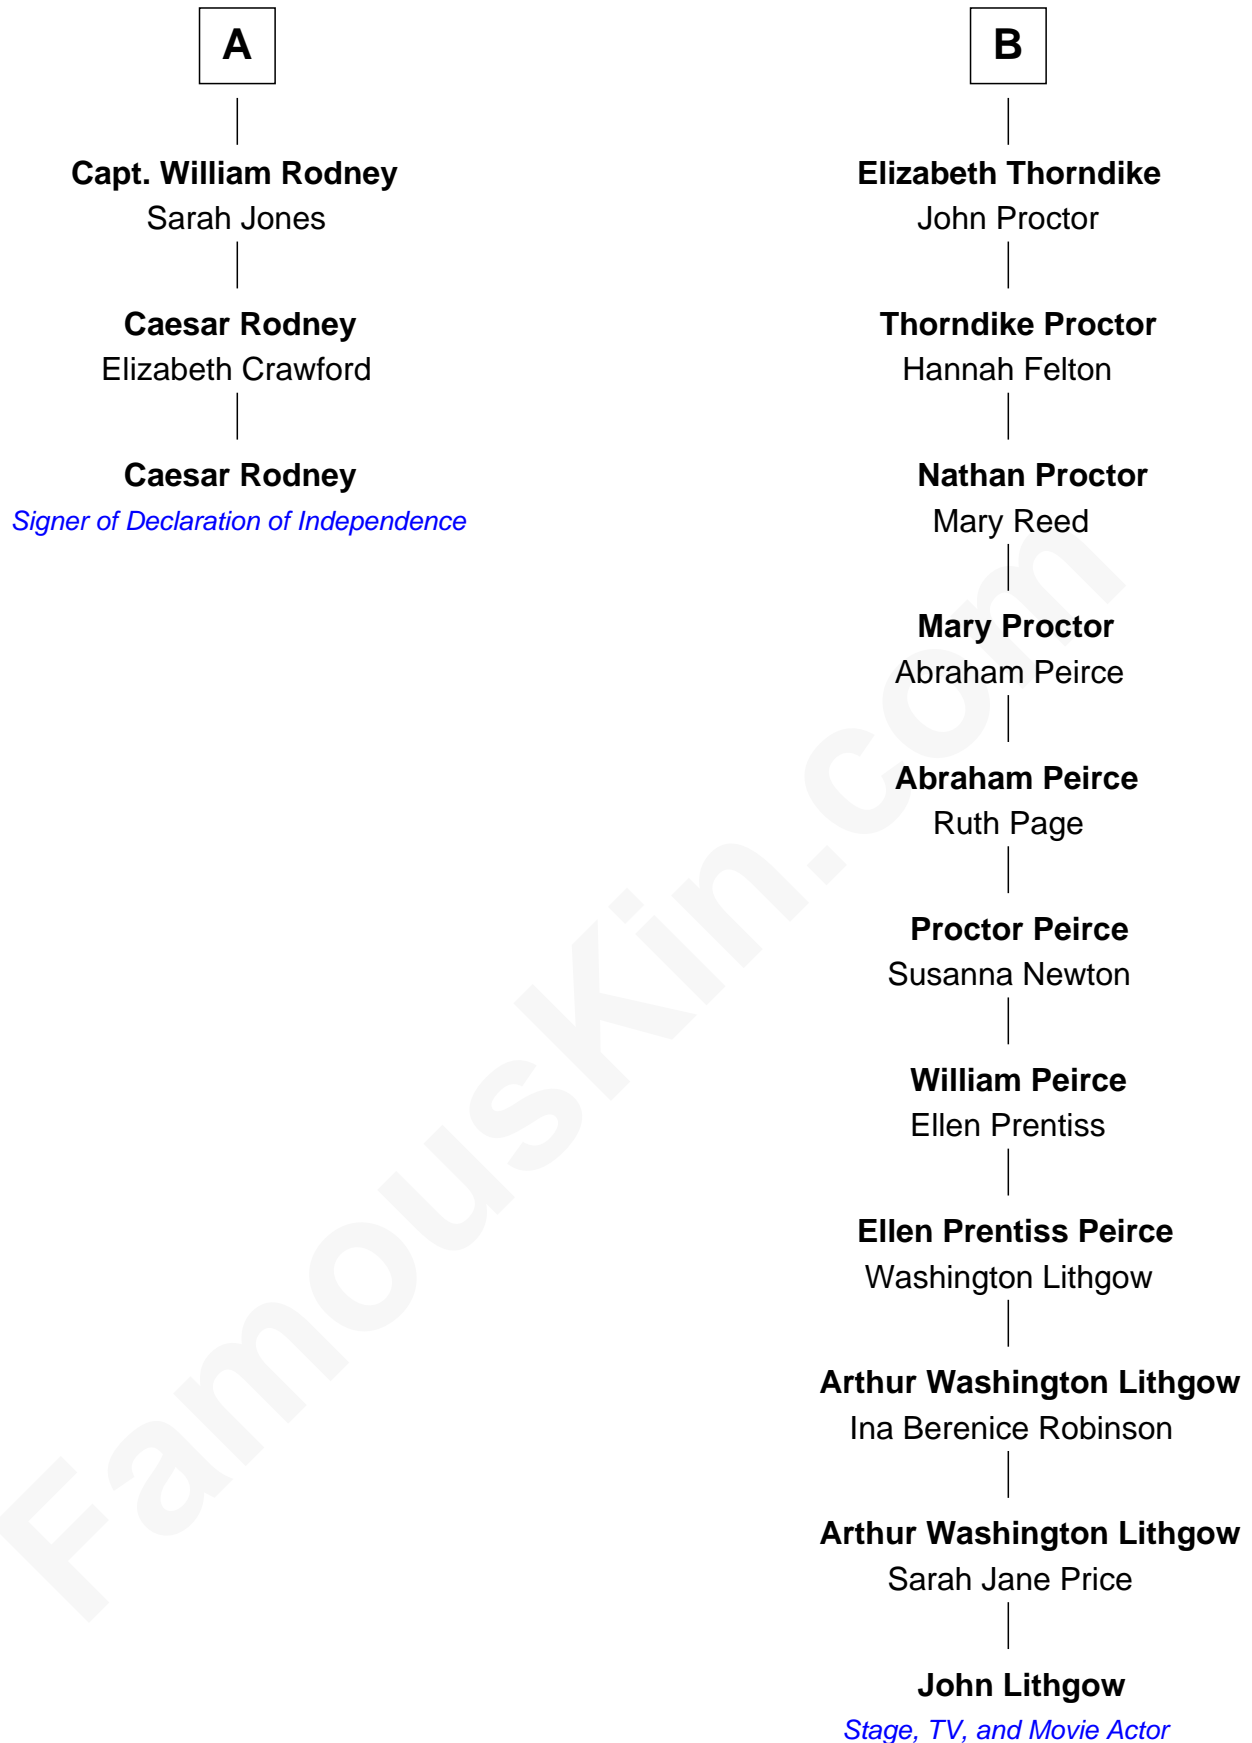 A
Capt. William Rodney
Sarah Jones
Caesar Rodney
Elizabeth Crawford
Caesar Rodney
Signer of Declaration of Independence
B
Elizabeth Thorndike
John Proctor
Thorndike Proctor
Hannah Felton
Nathan Proctor
Mary Reed
Mary Proctor
Abraham Peirce
Abraham Peirce
Ruth Page
Proctor Peirce
Susanna Newton
William Peirce
Ellen Prentiss
Ellen Prentiss Peirce
Washington Lithgow
Arthur Washington Lithgow
Ina Berenice Robinson
Arthur Washington Lithgow
Sarah Jane Price
John Lithgow
Stage, TV, and Movie Actor
FamousKin.com